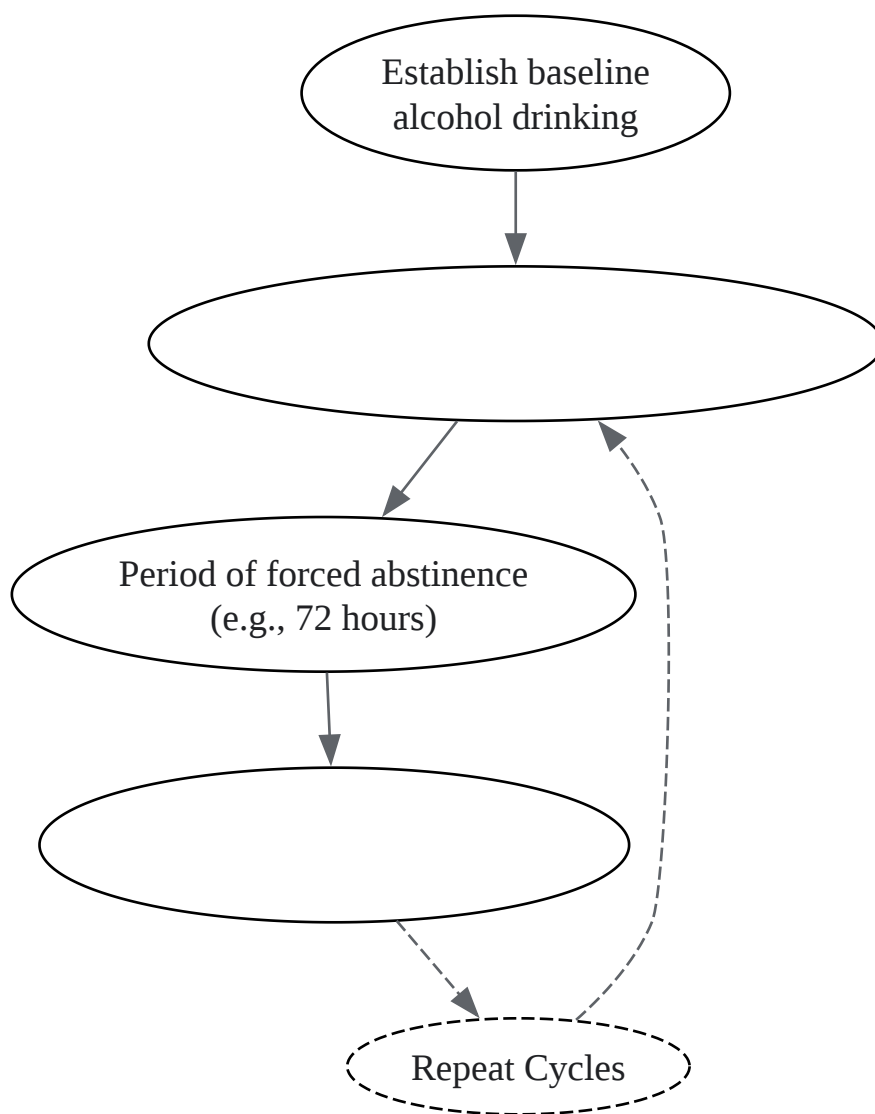 Establish baseline
alcohol drinking
Period of forced abstinence
(e.g., 72 hours)
Repeat Cycles